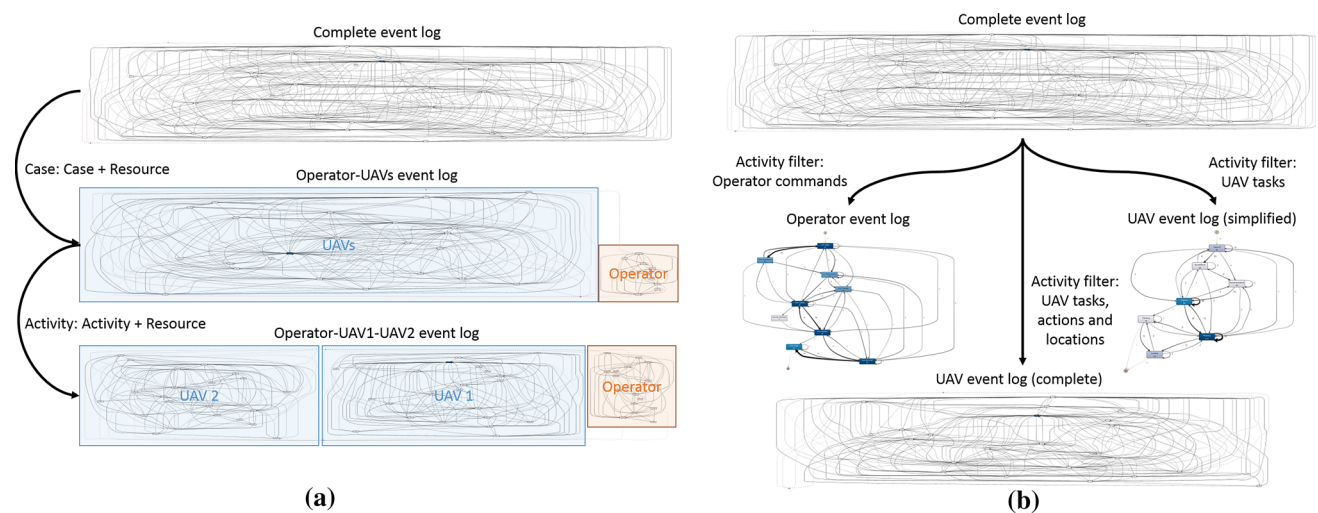 Complete event log
Case: Case + Resource
Operator-UAVs event log
UAVs
Operator
Activity: Activity + Resource
Operator-UAV1-UAV2 event log
UAV 2
UAV 1
Operator
(a)
Complete event log
Activity filter:
Operator commands
Activity filter:
UAV tasks
Operator event log
UAV event log (simplified)
Activity filter:
UAV tasks,
actions and
locations
UAV event log (complete)
(b)